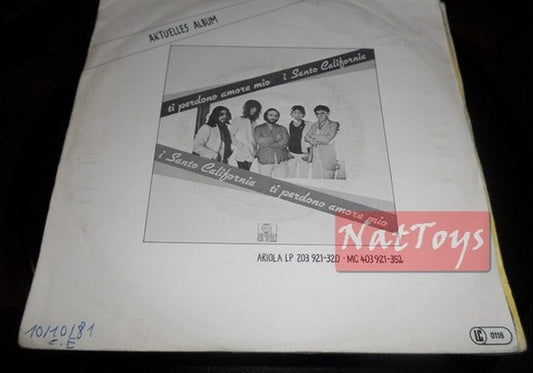 AKTUELLES ALBUM
ti perdono amore mio i Santo California
i Santo California ti perdono amore mio
ARIOLA LP 203 921-320 · MC 403 921-352
NatToys
10/10/81
C.E
LC 0116